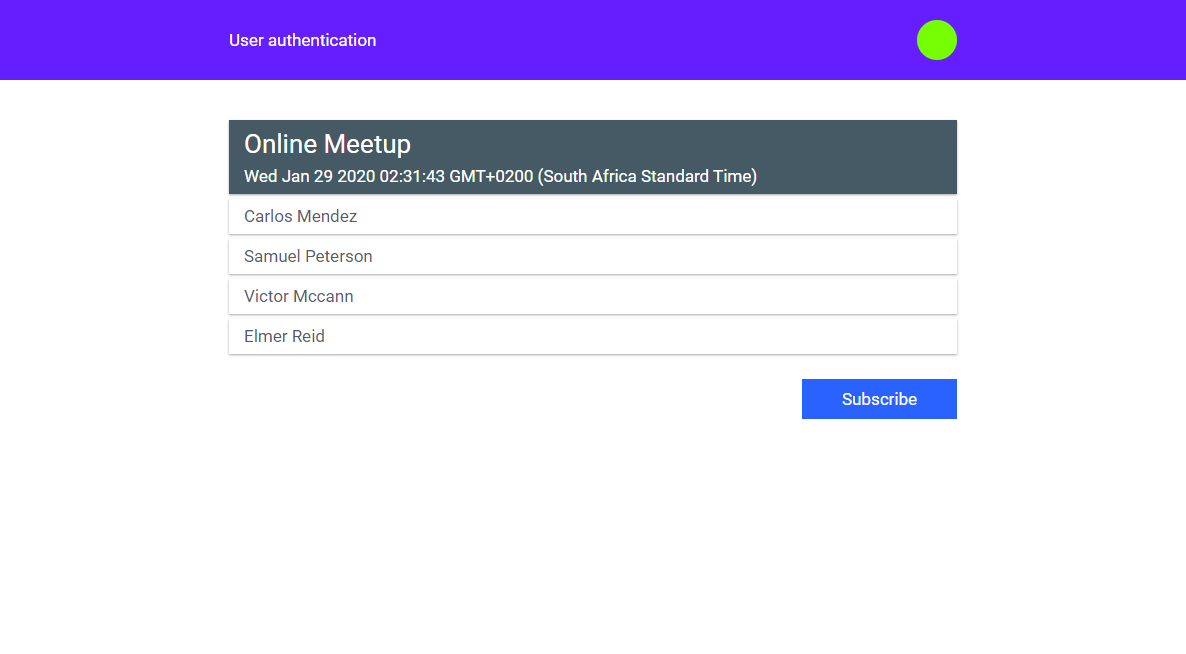 User authentication
Online Meetup
Wed Jan 29 2020 02:31:43 GMT+0200 (South Africa Standard Time)
Carlos Mendez
Samuel Peterson
Victor Mccann
Elmer Reid
Subscribe